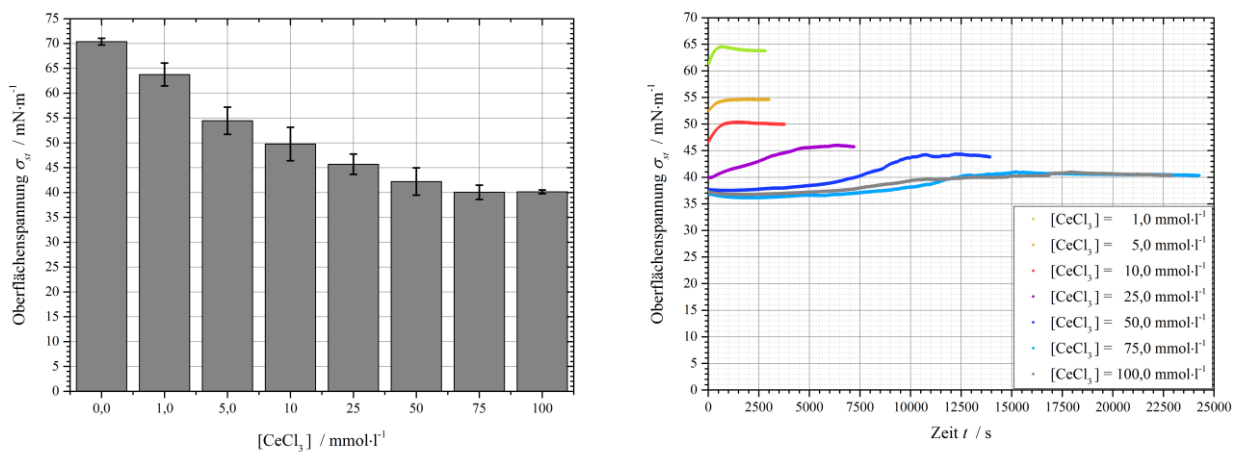 75
70
65
60
55
50
45
40
35
30
25
20
15
10
5
0
Oberflächenspannung σst / mN·m⁻¹
0,0 1,0 5,0 10 25 50 75 100
[CeCl₃] / mmol·l⁻¹
70
65
60
55
50
45
40
35
30
25
20
15
10
5
0
Oberflächenspannung σst / mN·m⁻¹
[CeCl₃] = 1,0 mmol·l⁻¹
[CeCl₃] = 5,0 mmol·l⁻¹
[CeCl₃] = 10,0 mmol·l⁻¹
[CeCl₃] = 25,0 mmol·l⁻¹
[CeCl₃] = 50,0 mmol·l⁻¹
[CeCl₃] = 75,0 mmol·l⁻¹
[CeCl₃] = 100,0 mmol·l⁻¹
0 2500 5000 7500 10000 12500 15000 17500 20000 22500 25000
Zeit t / s